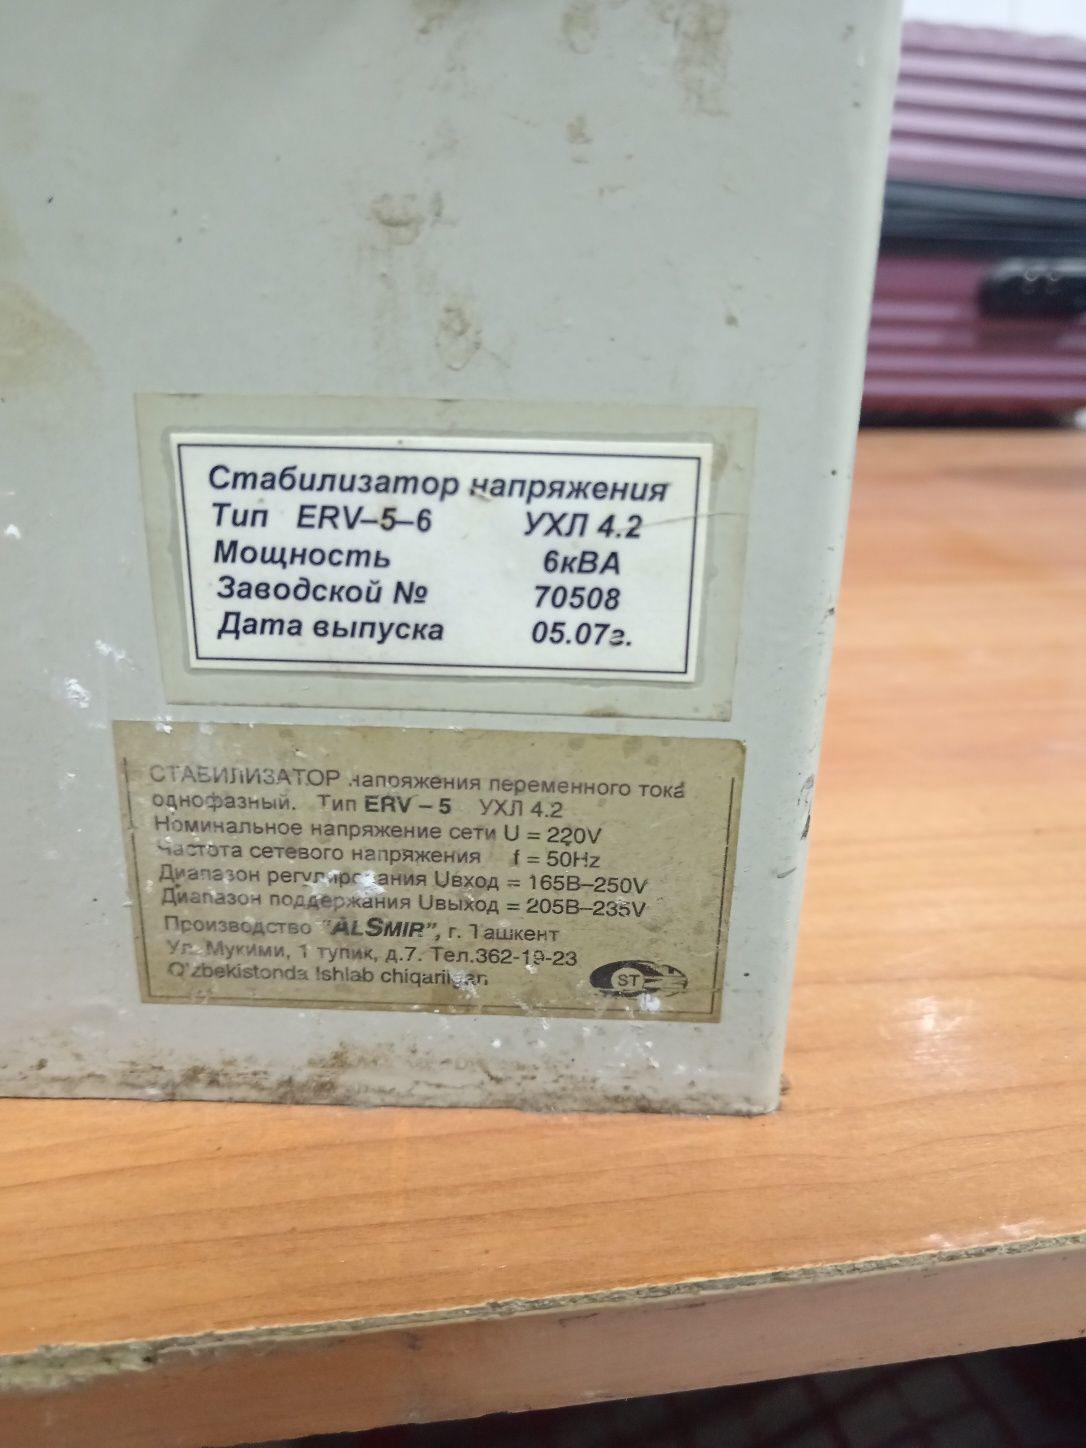 Стабилизатор напряжения
Тип ERV–5–6 УХЛ 4.2
Мощность 6кВА
Заводской № 70508
Дата выпуска 05.07г.
СТАБИЛИЗАТОР напряжения переменного тока
однофазный. Тип ERV – 5 УХЛ 4.2
Номинальное напряжение сети U = 220V
Частота сетевого напряжения f = 50Hz
Диапазон регулирования Uвход = 165В–250V
Диапазон поддержания Uвыход = 205В–235V
Производство "ALSMIR", г. Ташкент
Ул. Мукими, 1 тупик, д.7. Тел.362-19-23
O'zbekistonda Ishlab chiqarilgan
ST